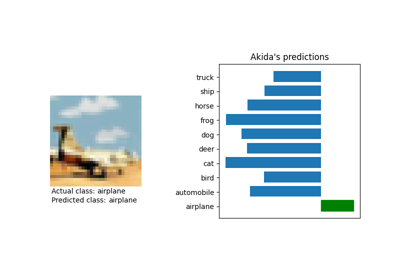 Akida's predictions
truck
ship
horse
frog
dog
deer
cat
bird
automobile
airplane
Actual class: airplane
Predicted class: airplane